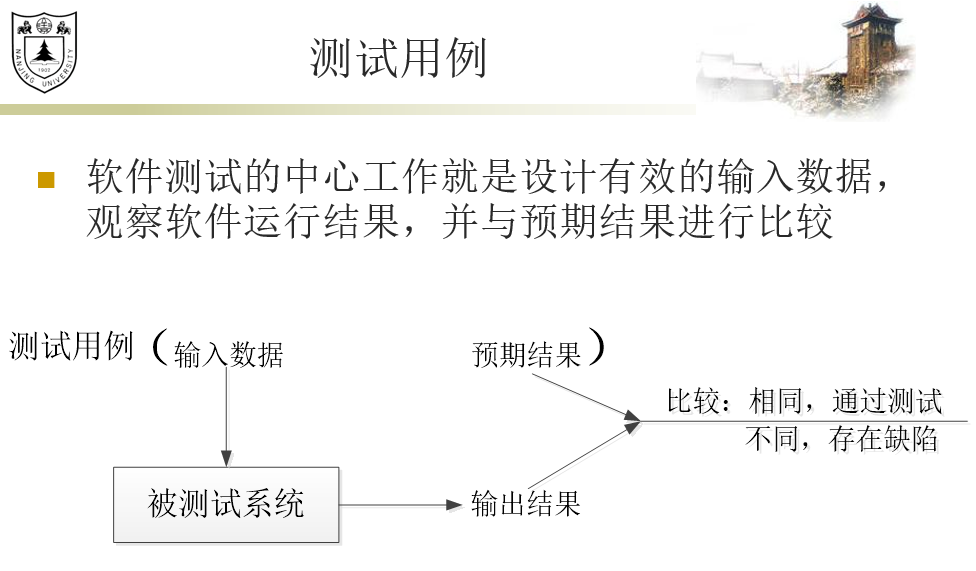 NANJING UNIVERSITY
1902
测试用例
软件测试的中心工作就是设计有效的输入数据，
观察软件运行结果，并与预期结果进行比较
测试用例（输入数据 预期结果）
比较：相同，通过测试
不同，存在缺陷
被测试系统
输出结果